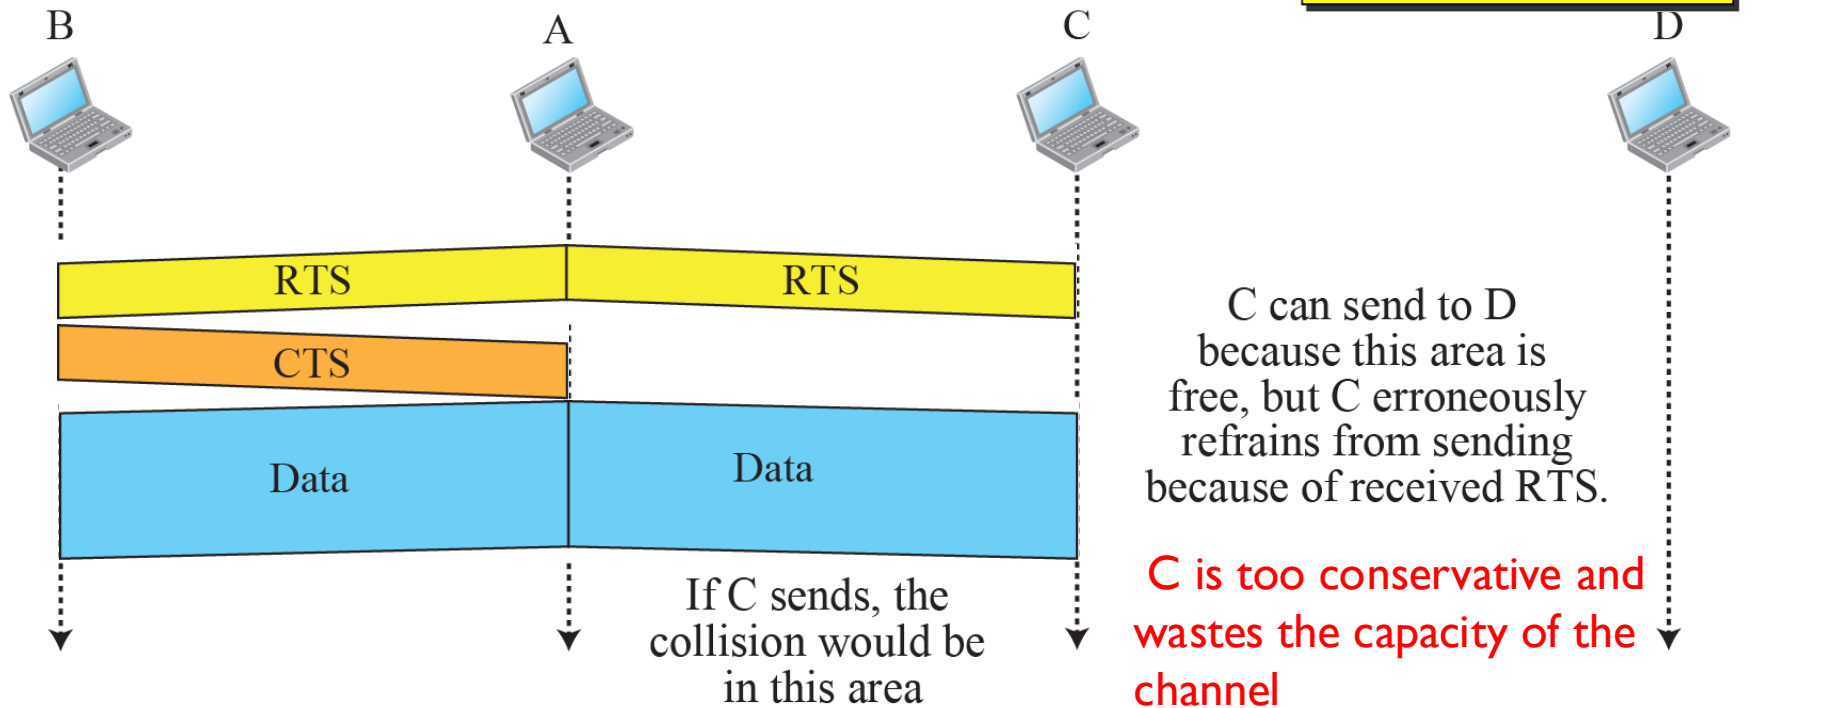 B
A
C
D
RTS
RTS
CTS
Data
Data
C can send to D
because this area is
free, but C erroneously
refrains from sending
because of received RTS.
If C sends, the
collision would be
in this area
C is too conservative and
wastes the capacity of the
channel